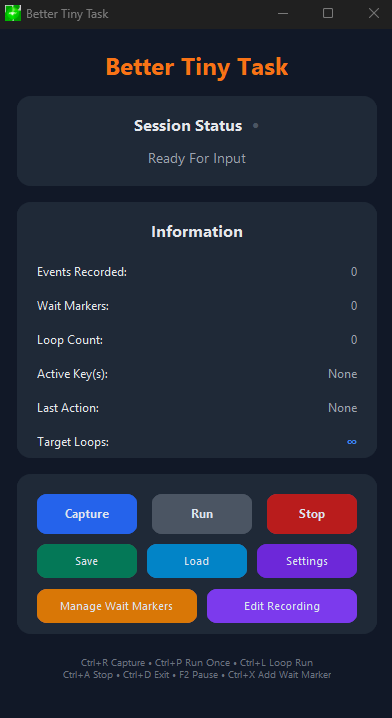 Better Tiny Task
Better Tiny Task
Session Status
Ready For Input
Information
Events Recorded: 0
Wait Markers: 0
Loop Count: 0
Active Key(s): None
Last Action: None
Target Loops: ∞
Capture Run Stop
Save Load Settings
Manage Wait Markers Edit Recording
Ctrl+R Capture • Ctrl+P Run Once • Ctrl+L Loop Run
Ctrl+A Stop • Ctrl+D Exit • F2 Pause • Ctrl+X Add Wait Marker